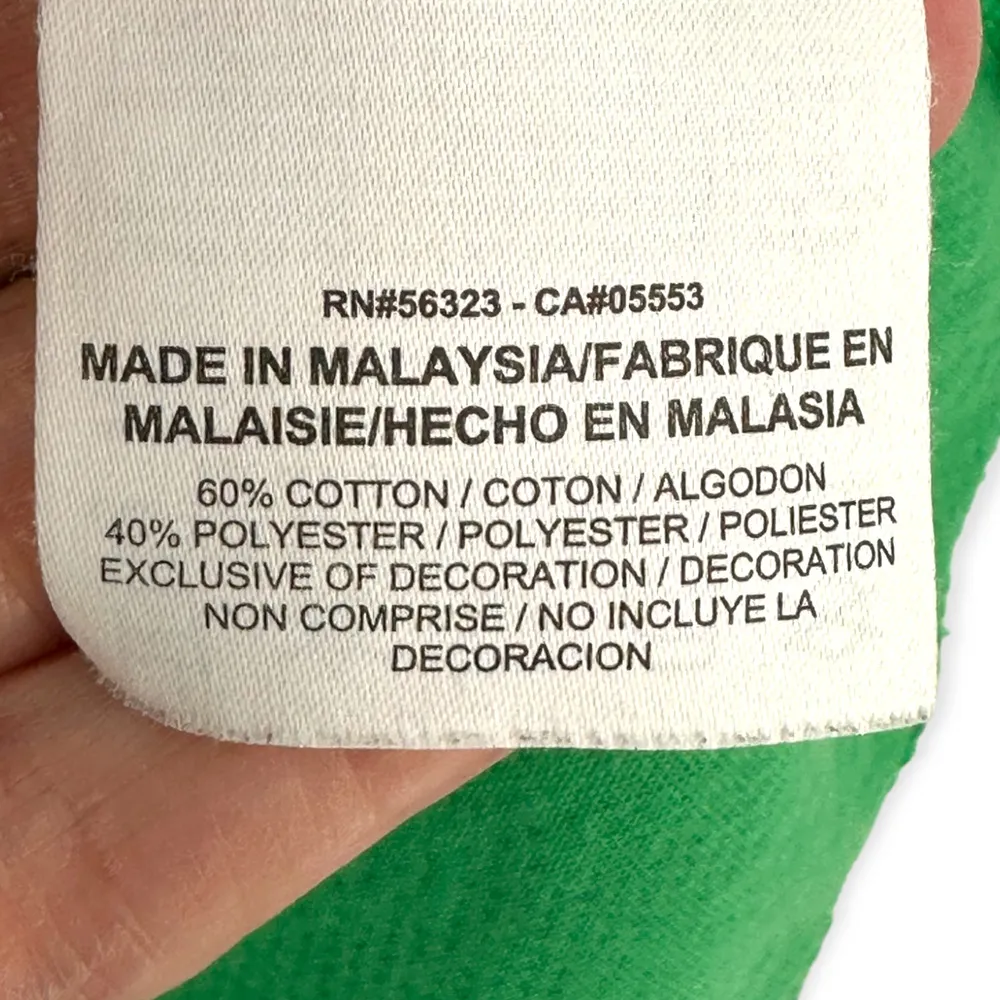 RN#56323 - CA#05553
MADE IN MALAYSIA/FABRIQUE EN
MALAISIE/HECHO EN MALASIA
60% COTTON / COTON / ALGODON
40% POLYESTER / POLYESTER / POLIESTER
EXCLUSIVE OF DECORATION / DECORATION
NON COMPRISE / NO INCLUYE LA
DECORACION